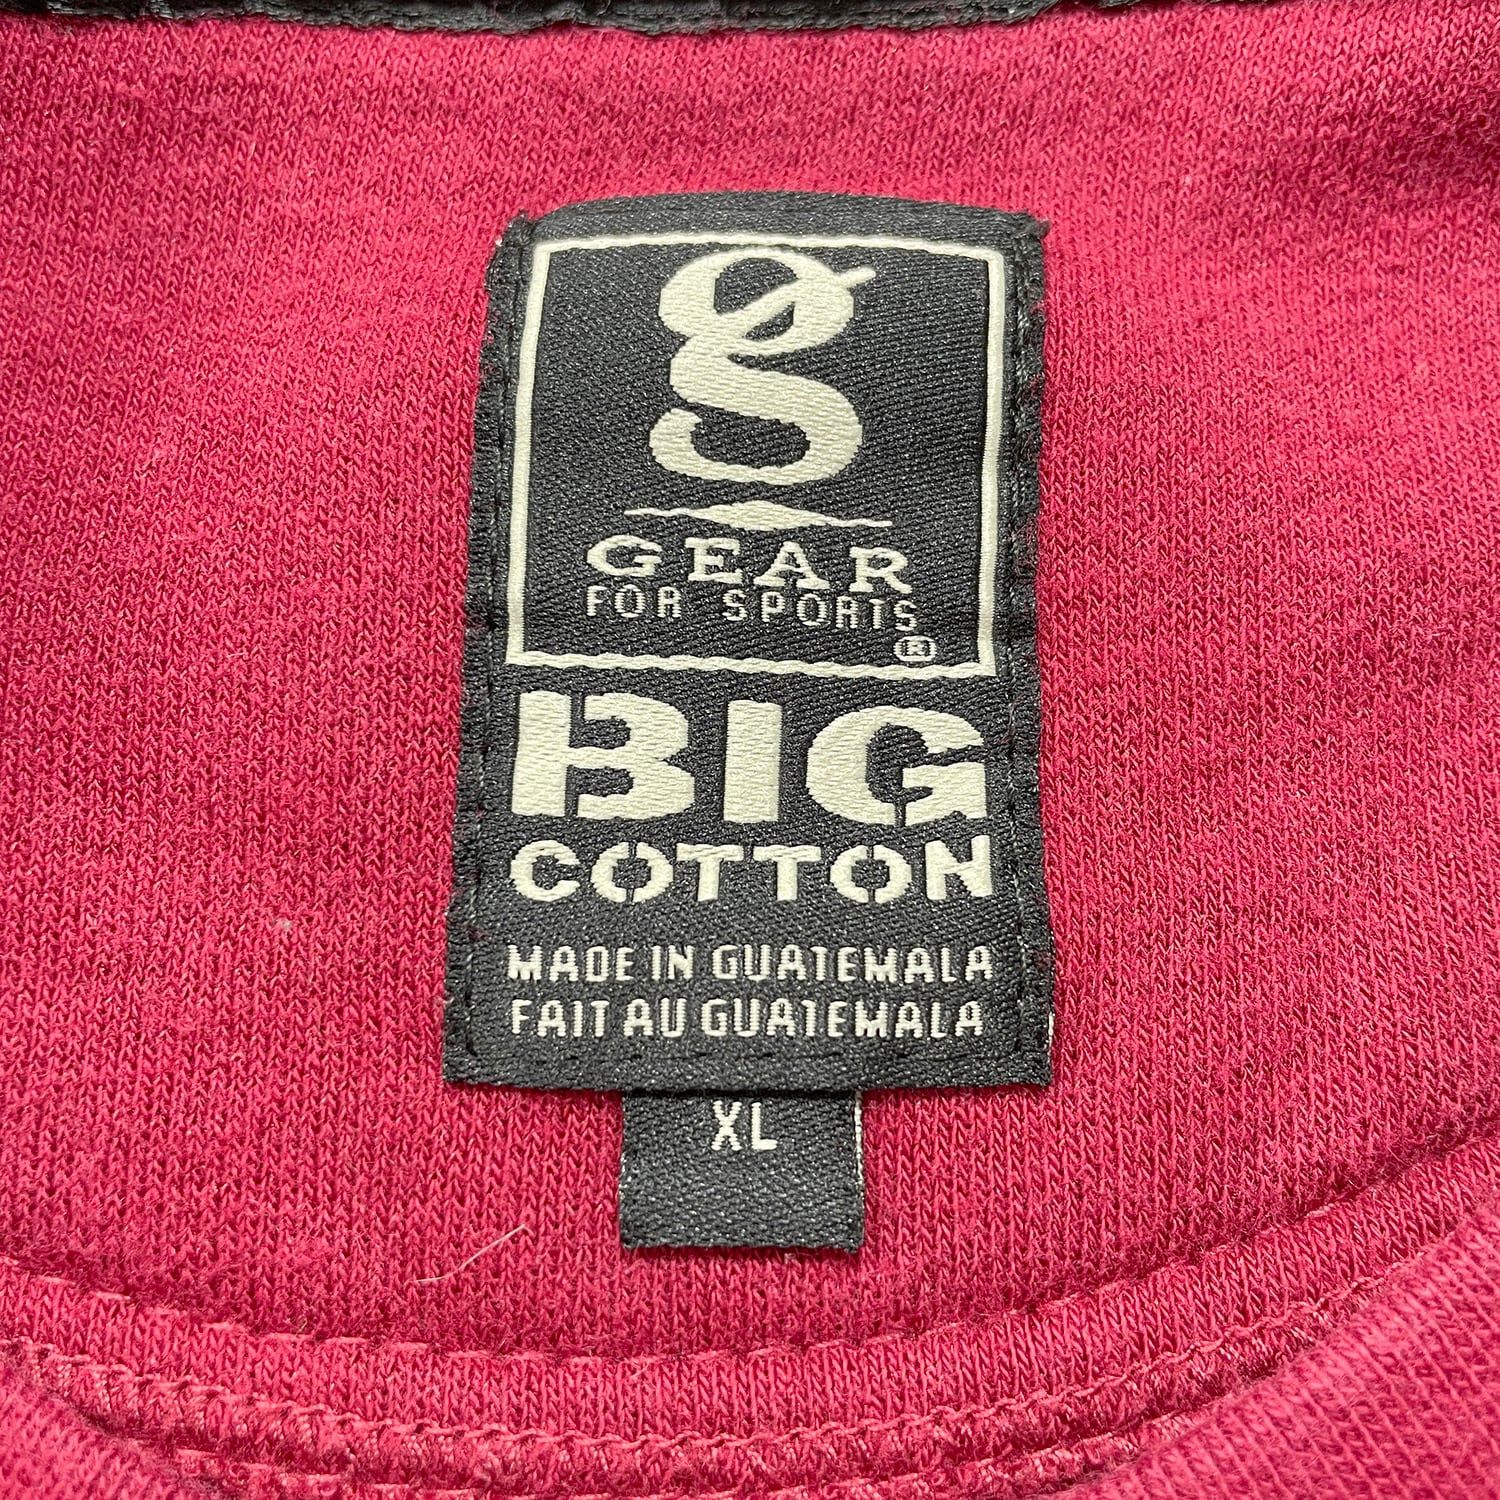 g
GEAR
FOR SPORTS
®
BIG
COTTON
MADE IN GUATEMALA
FAIT AU GUATEMALA
XL